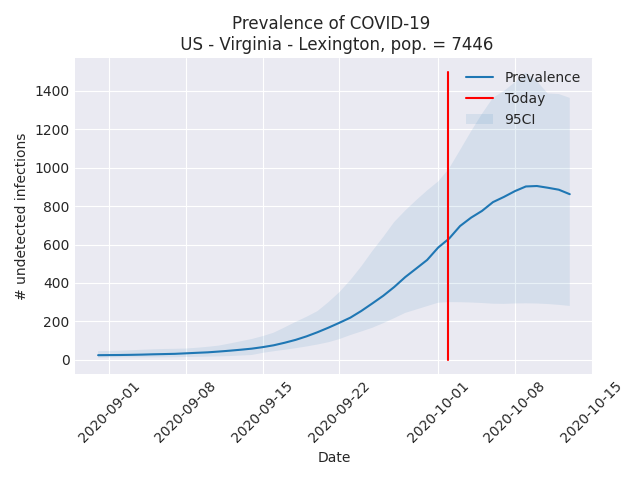 Prevalence of COVID-19
US - Virginia - Lexington, pop. = 7446
Prevalence
Today
95CI
# undetected infections
1400
1200
1000
800
600
400
200
0
2020-09-01
2020-09-08
2020-09-15
2020-09-22
2020-10-01
2020-10-08
2020-10-15
Date